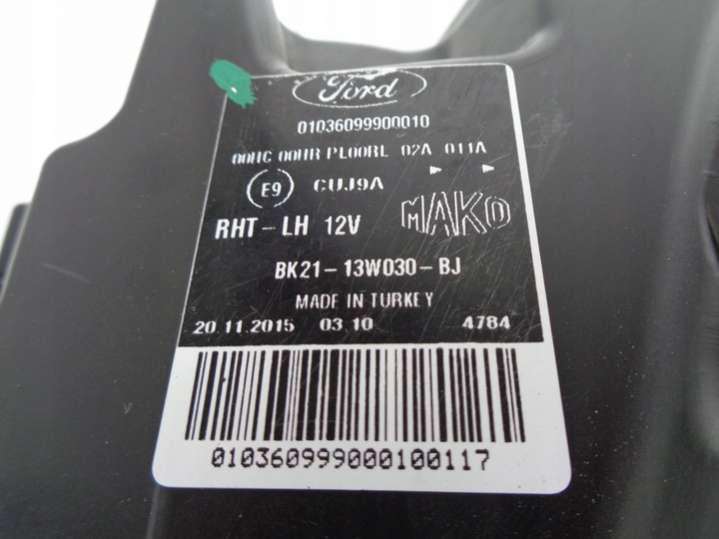 Ford
01036099900010
00HC 00HR PL00RL 02A 011A
E9 CUJ9A
MAKO
RHT-LH 12V
BK21-13W030-BJ
MADE IN TURKEY
20.11.2015 03:10 4784
010360999000100117